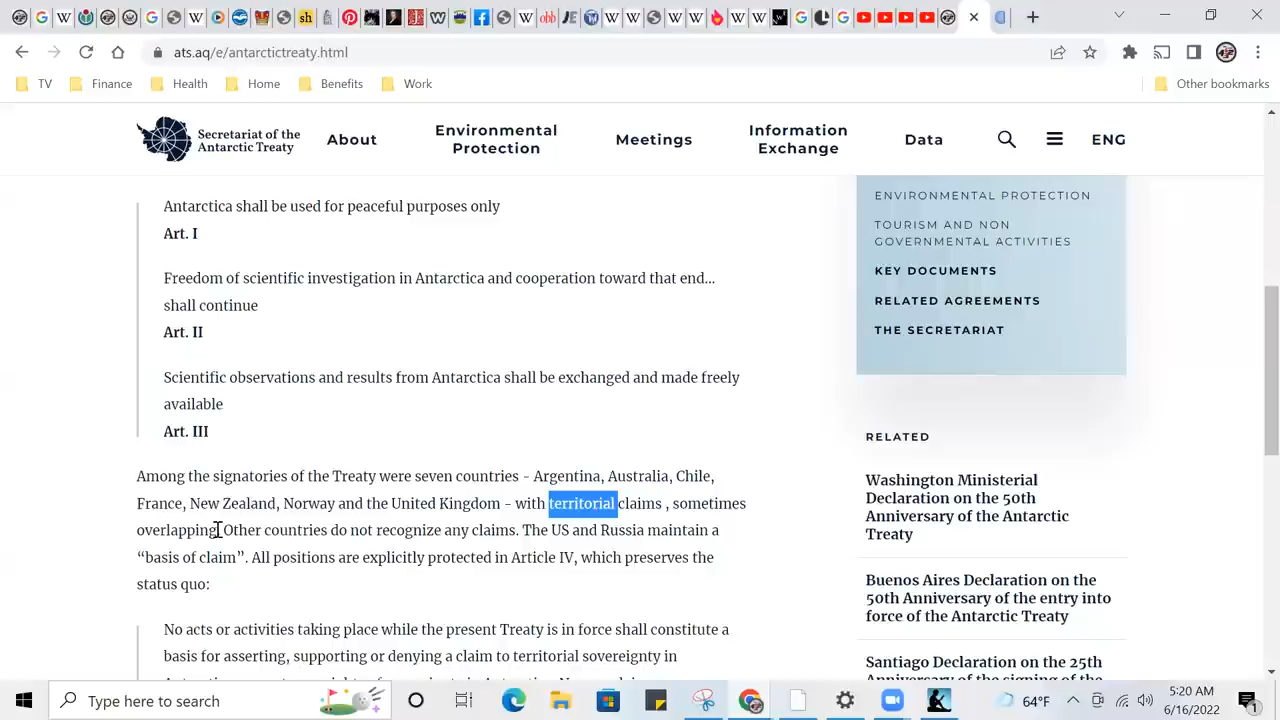 ats.aq/e/antarctictreaty.html
TV
Finance
Health
Home
Benefits
Work
Other bookmarks
Secretariat of the
Antarctic Treaty
About
Environmental
Protection
Meetings
Information
Exchange
Data
ENG
Antarctica shall be used for peaceful purposes only
Art. I
Freedom of scientific investigation in Antarctica and cooperation toward that end…
shall continue
Art. II
Scientific observations and results from Antarctica shall be exchanged and made freely
available
Art. III
Among the signatories of the Treaty were seven countries - Argentina, Australia, Chile,
France, New Zealand, Norway and the United Kingdom - with territorial claims , sometimes
overlapping. Other countries do not recognize any claims. The US and Russia maintain a
“basis of claim”. All positions are explicitly protected in Article IV, which preserves the
status quo:
No acts or activities taking place while the present Treaty is in force shall constitute a
basis for asserting, supporting or denying a claim to territorial sovereignty in
ENVIRONMENTAL PROTECTION
TOURISM AND NON
GOVERNMENTAL ACTIVITIES
KEY DOCUMENTS
RELATED AGREEMENTS
THE SECRETARIAT
RELATED
Washington Ministerial
Declaration on the 50th
Anniversary of the Antarctic
Treaty
Buenos Aires Declaration on the
50th Anniversary of the entry into
force of the Antarctic Treaty
Santiago Declaration on the 25th
Anniversary of the signing of the
Type here to search
64°F
5:20 AM
6/16/2022